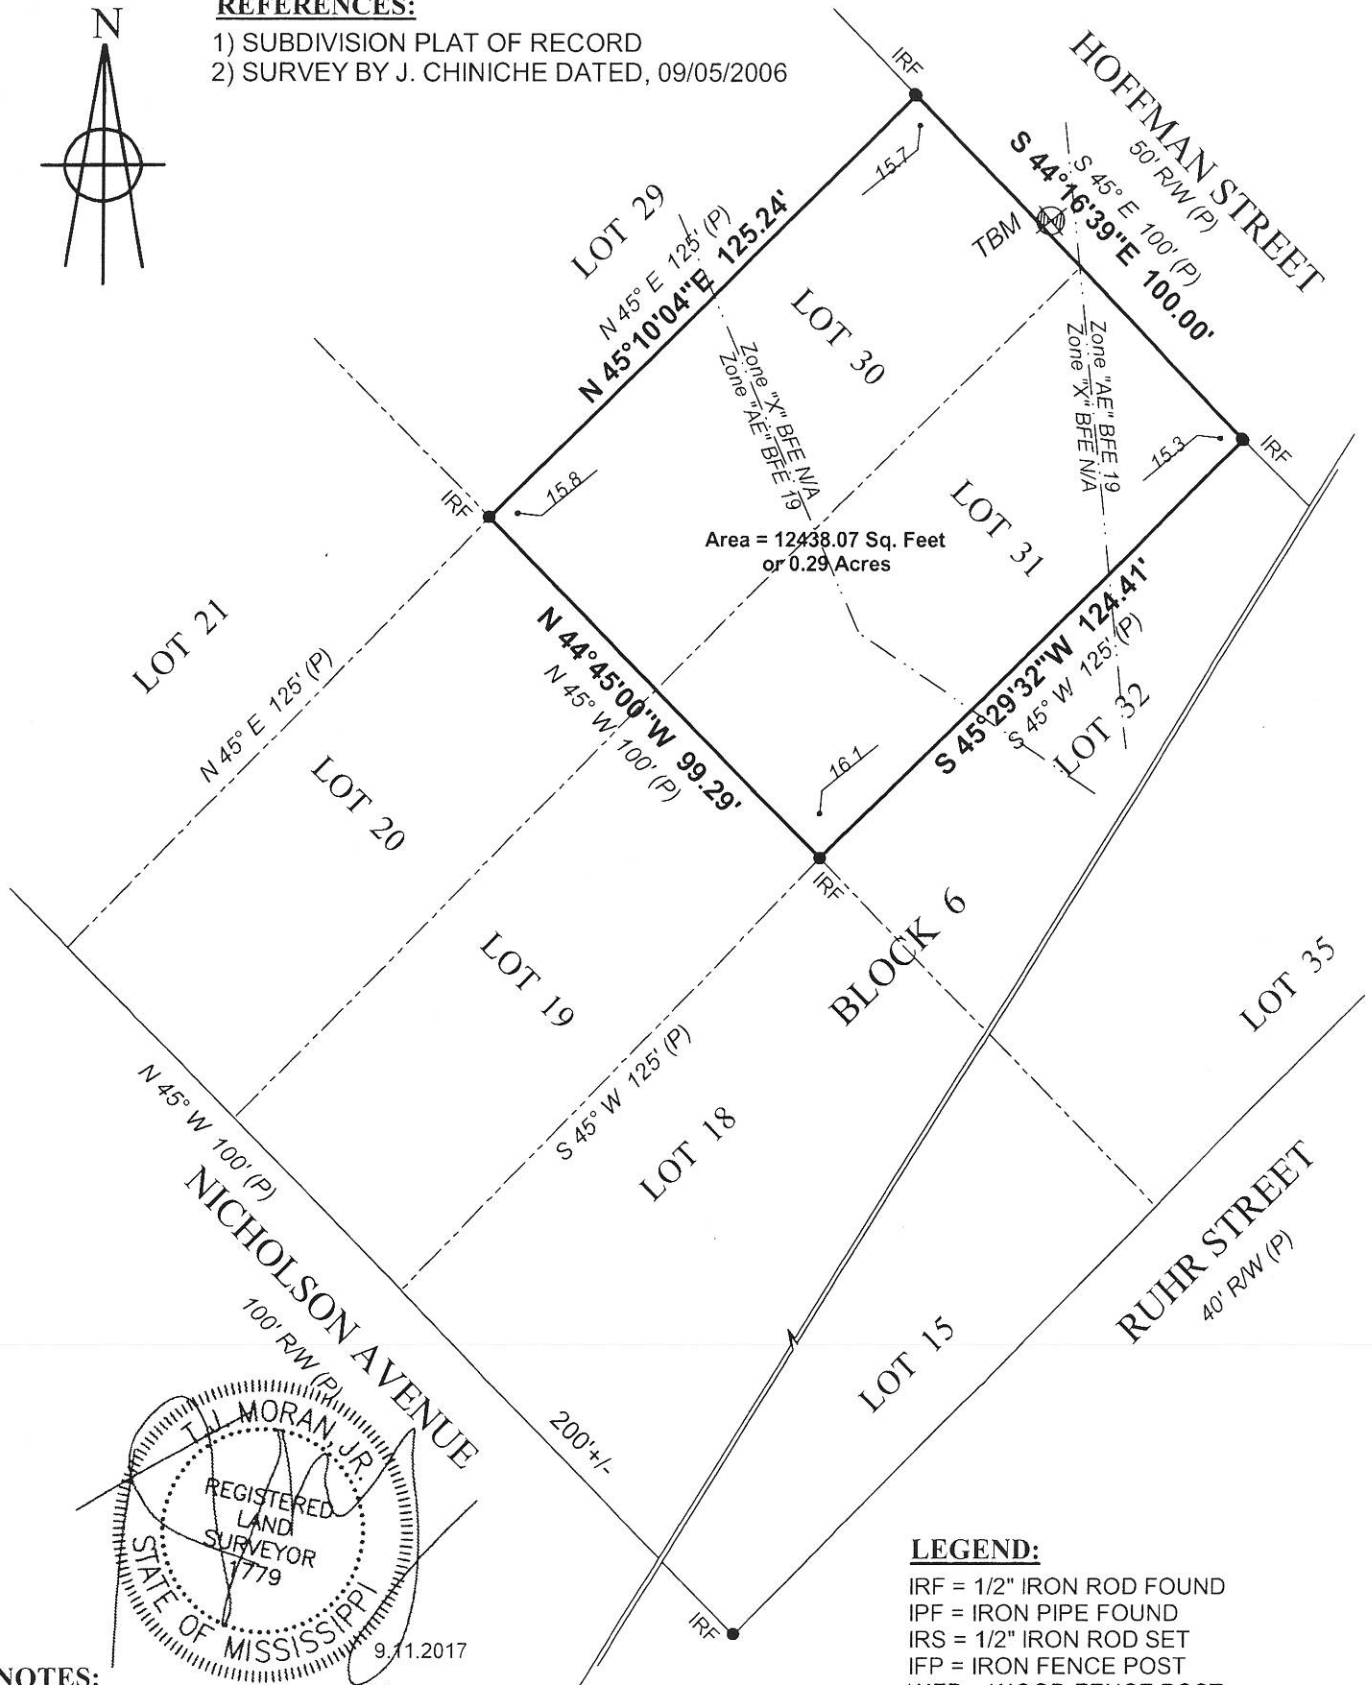 N
REFERENCES:
1) SUBDIVISION PLAT OF RECORD
2) SURVEY BY J. CHINICHE DATED, 09/05/2006
IRF
HOFFMAN STREET
50' R/W (P)
15.7
S 45° E 100' (P)
S 44°16'39"E 100.00'
TBM
LOT 29
N 45° E 125' (P)
N 45°10'04"E 125.24'
LOT 30
Zone "X" BFE N/A
Zone "AE" BFE 19
Zone "AE" BFE 19
Zone "X" BFE N/A
15.3
IRF
IRF
15.8
LOT 31
Area = 12438.07 Sq. Feet
or 0.29 Acres
LOT 21
N 45° E 125' (P)
N 44°45'00"W 99.29'
N 45° W 100' (P)
S 45°29'32"W 124.41'
S 45° W 125' (P)
LOT 32
16.1
IRF
LOT 20
LOT 19
BLOCK 6
LOT 35
S 45° W 125' (P)
LOT 18
N 45° W 100' (P)
NICHOLSON AVENUE
100' R/W (P)
RUHR STREET
40' R/W (P)
LOT 15
200'+/-
T.J. MORAN, JR.
REGISTERED
LAND
SURVEYOR
1779
STATE OF MISSISSIPPI
9.11.2017
IRF
LEGEND:
IRF = 1/2" IRON ROD FOUND
IPF = IRON PIPE FOUND
IRS = 1/2" IRON ROD SET
IFP = IRON FENCE POST
NOTES: